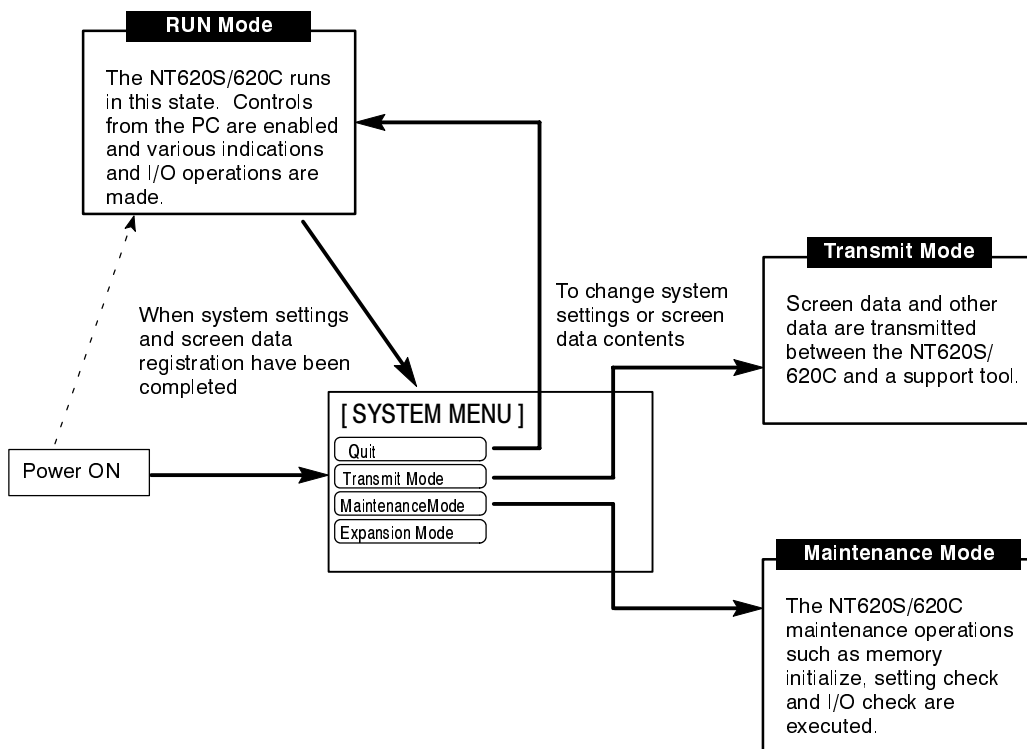 RUN Mode
The NT620S/620C runs
in this state. Controls
from the PC are enabled
and various indications
and I/O operations are
made.
When system settings
and screen data
registration have been
completed
To change system
settings or screen
data contents
Transmit Mode
Screen data and other
data are transmitted
between the NT620S/
620C and a support tool.
Power ON
[ SYSTEM MENU ]
Quit
Transmit Mode
MaintenanceMode
Expansion Mode
Maintenance Mode
The NT620S/620C
maintenance operations
such as memory
initialize, setting check
and I/O check are
executed.